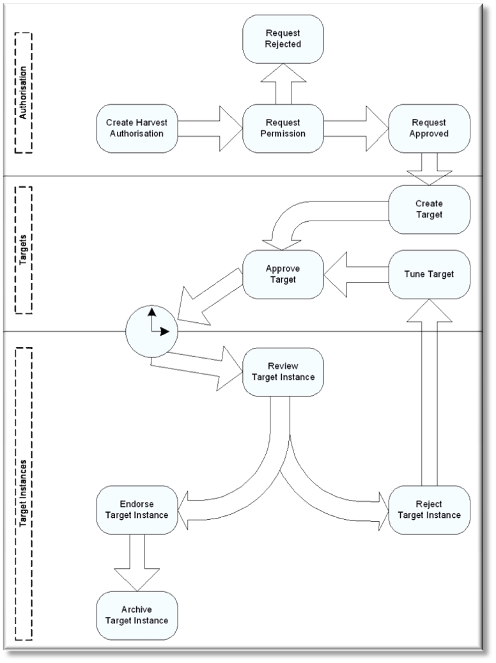 Authorisation
Request
Rejected
Create Harvest
Authorisation
Request
Permission
Request
Approved
Targets
Create
Target
Approve
Target
Tune Target
Target Instances
Review
Target Instance
Endorse
Target Instance
Reject
Target Instance
Archive
Target Instance